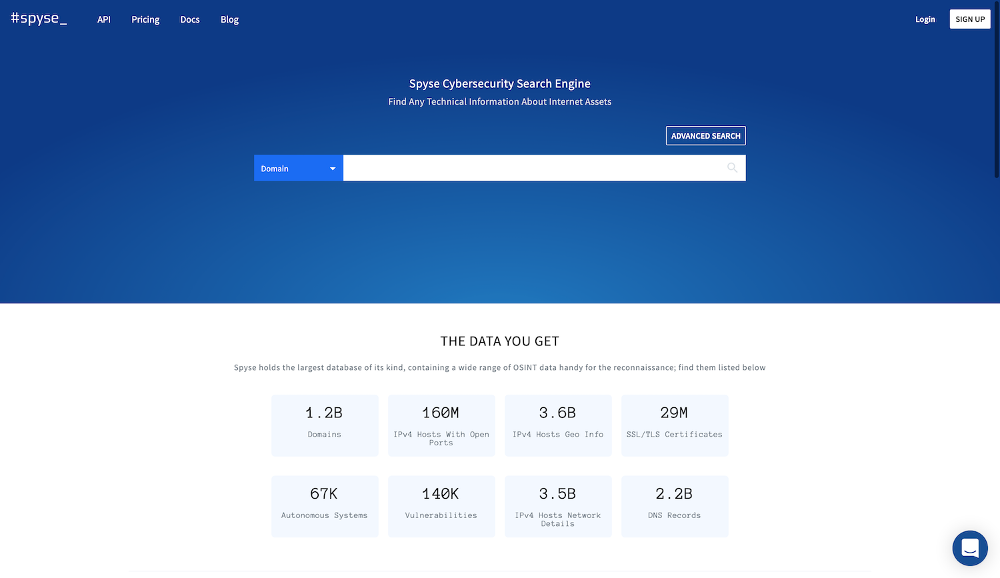 #spyse_ API Pricing Docs Blog Login SIGN UP
Spyse Cybersecurity Search Engine
Find Any Technical Information About Internet Assets
ADVANCED SEARCH
Domain
THE DATA YOU GET
Spyse holds the largest database of its kind, containing a wide range of OSINT data handy for the reconnaissance; find them listed below
1.2B
Domains
160M
IPv4 Hosts With Open
Ports
3.6B
IPv4 Hosts Geo Info
29M
SSL/TLS Certificates
67K
Autonomous Systems
140K
Vulnerabilities
3.5B
IPv4 Hosts Network
Details
2.2B
DNS Records